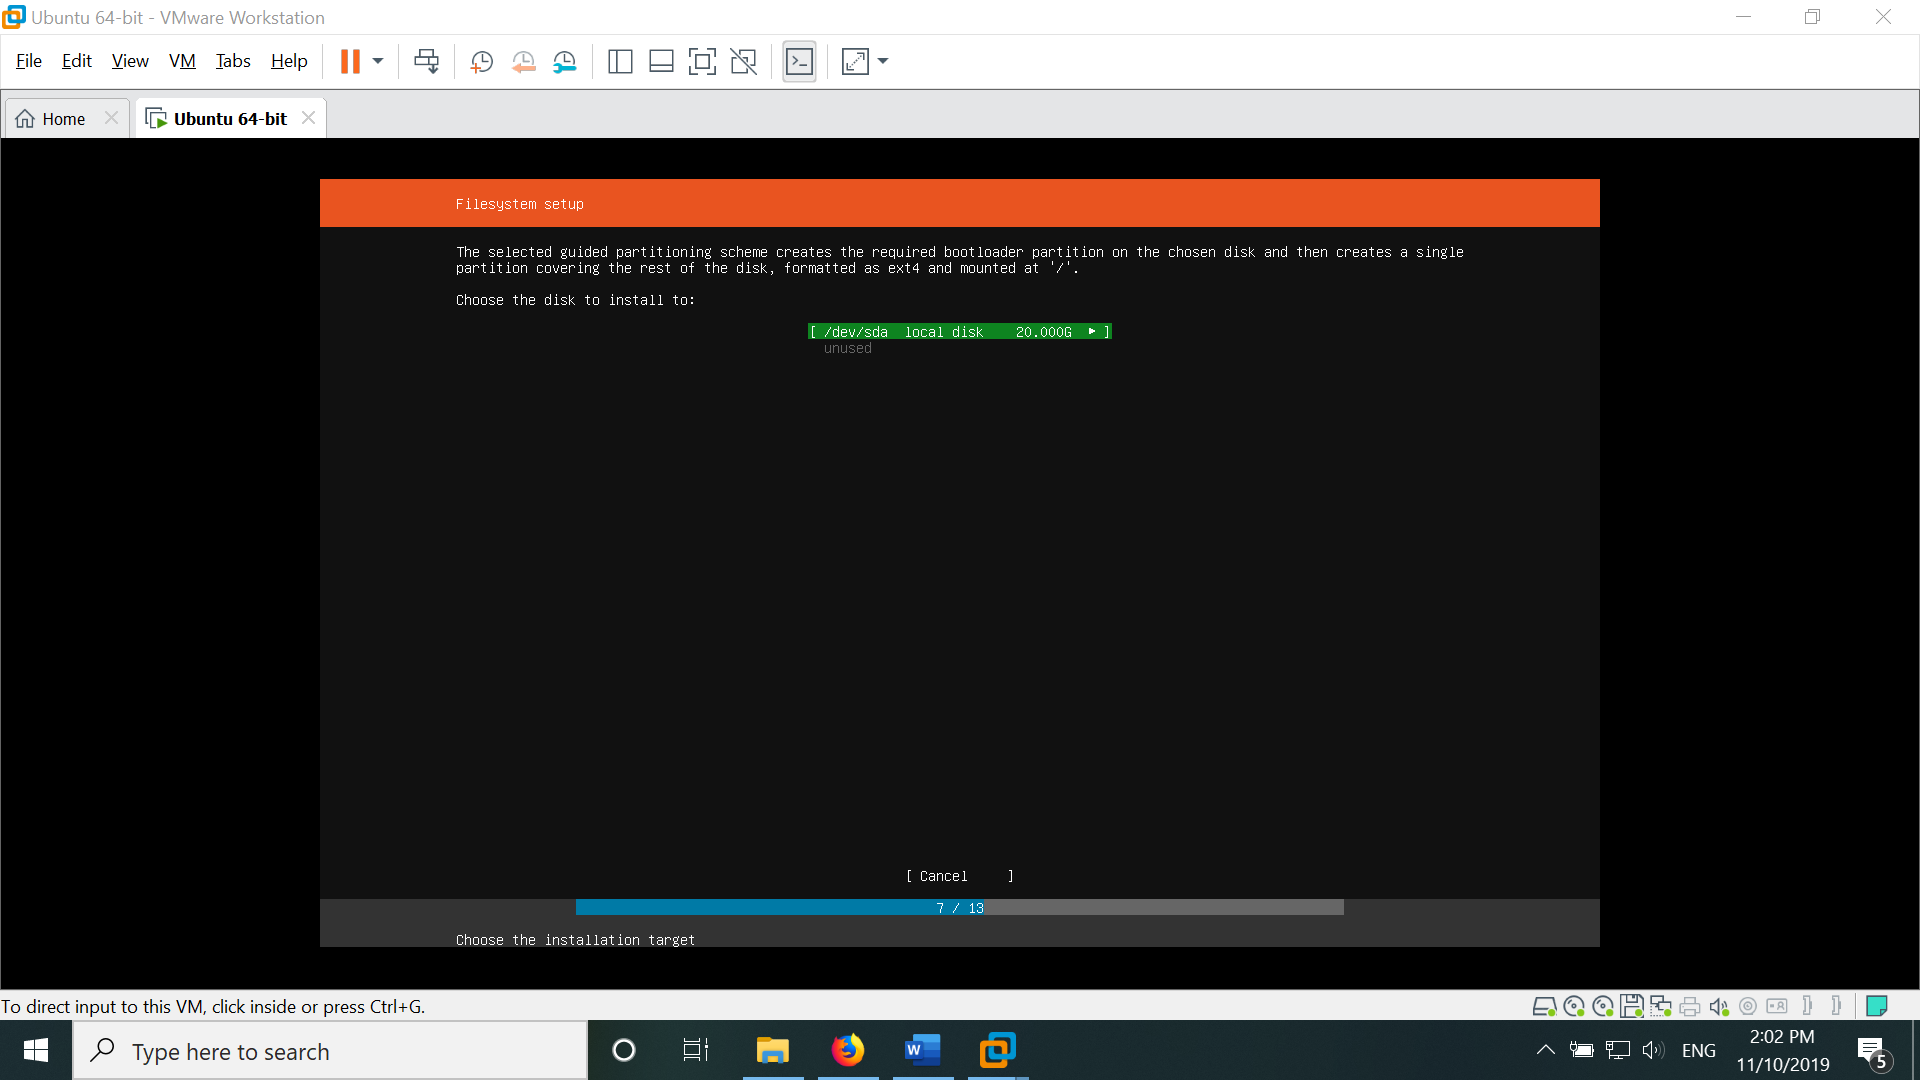 Ubuntu 64-bit - VMware Workstation
File Edit View VM Tabs Help
Home Ubuntu 64-bit
Filesystem setup
The selected guided partitioning scheme creates the required bootloader partition on the chosen disk and then creates a single
partition covering the rest of the disk, formatted as ext4 and mounted at '/'.
Choose the disk to install to:
[ /dev/sda local disk 20.000G ► ]
unused
[ Cancel ]
7 / 13
Choose the installation target
To direct input to this VM, click inside or press Ctrl+G.
Type here to search
W
ENG
2:02 PM
11/10/2019
5